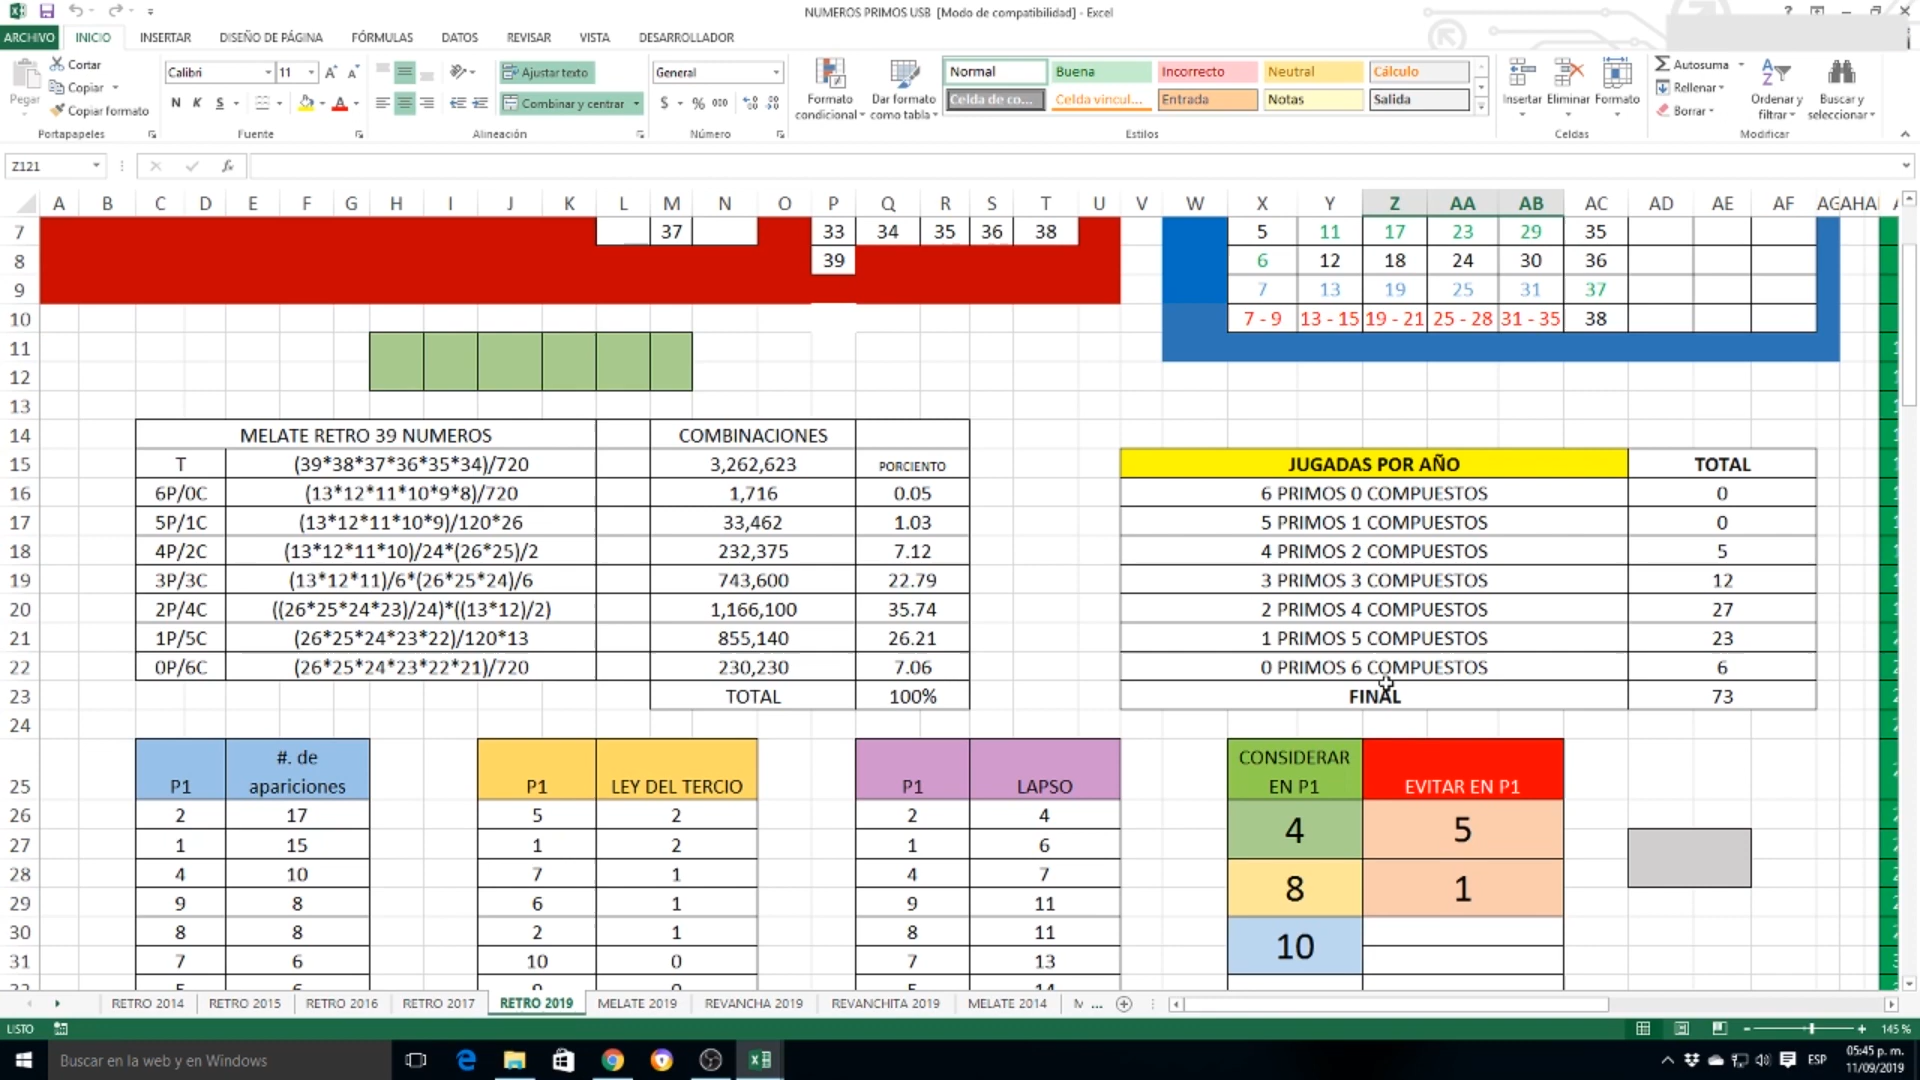 NUMEROS PRIMOS USB [Modo de compatibilidad] - Excel
ARCHIVO INICIO INSERTAR DISEÑO DE PÁGINA FÓRMULAS DATOS REVISAR VISTA DESARROLLADOR
Pegar
Cortar
Copiar
Copiar formato
Portapapeles
Calibri 11
N K S
Fuente
Ajustar texto
Combinar y centrar
Alineación
General
$ % 000
Número
Formato condicional
Dar formato como tabla
Normal Buena Incorrecto Neutral Cálculo
Celda de co... Celda vincul... Entrada Notas Salida
Estilos
Insertar Eliminar Formato
Celdas
Autosuma
Rellenar
Borrar
Ordenar y filtrar
Buscar y seleccionar
Modificar
Z121
A B C D E F G H I J K L M N O P Q R S T U V W X Y Z AA AB AC AD AE AF AG AH AI
7 37 33 34 35 36 38 5 11 17 23 29 35
8 39 6 12 18 24 30 36
9 7 13 19 25 31 37
10 7 - 9 13 - 15 19 - 21 25 - 28 31 - 35 38
11
12
13
14 MELATE RETRO 39 NUMEROS COMBINACIONES
15 T (39*38*37*36*35*34)/720 3,262,623 PORCIENTO JUGADAS POR AÑO TOTAL
16 6P/0C (13*12*11*10*9*8)/720 1,716 0.05 6 PRIMOS 0 COMPUESTOS 0
17 5P/1C (13*12*11*10*9)/120*26 33,462 1.03 5 PRIMOS 1 COMPUESTOS 0
18 4P/2C (13*12*11*10)/24*(26*25)/2 232,375 7.12 4 PRIMOS 2 COMPUESTOS 5
19 3P/3C (13*12*11)/6*(26*25*24)/6 743,600 22.79 3 PRIMOS 3 COMPUESTOS 12
20 2P/4C ((26*25*24*23)/24)*((13*12)/2) 1,166,100 35.74 2 PRIMOS 4 COMPUESTOS 27
21 1P/5C (26*25*24*23*22)/120*13 855,140 26.21 1 PRIMOS 5 COMPUESTOS 23
22 0P/6C (26*25*24*23*22*21)/720 230,230 7.06 0 PRIMOS 6 COMPUESTOS 6
23 TOTAL 100% FINAL 73
24
25 P1 #. de apariciones P1 LEY DEL TERCIO P1 LAPSO CONSIDERAR EN P1 EVITAR EN P1
26 2 17 5 2 2 4 4 5
27 1 15 1 2 1 6
28 4 10 7 1 4 7 8 1
29 9 8 6 1 9 11
30 8 8 2 1 8 11 10
31 7 6 10 0 7 13
RETRO 2014 RETRO 2015 RETRO 2016 RETRO 2017 RETRO 2019 MELATE 2019 REVANCHA 2019 REVANCHITA 2019 MELATE 2014 M ...
LISTO 145 %
Buscar en la web y en Windows
ESP
05:45 p. m.
11/09/2019